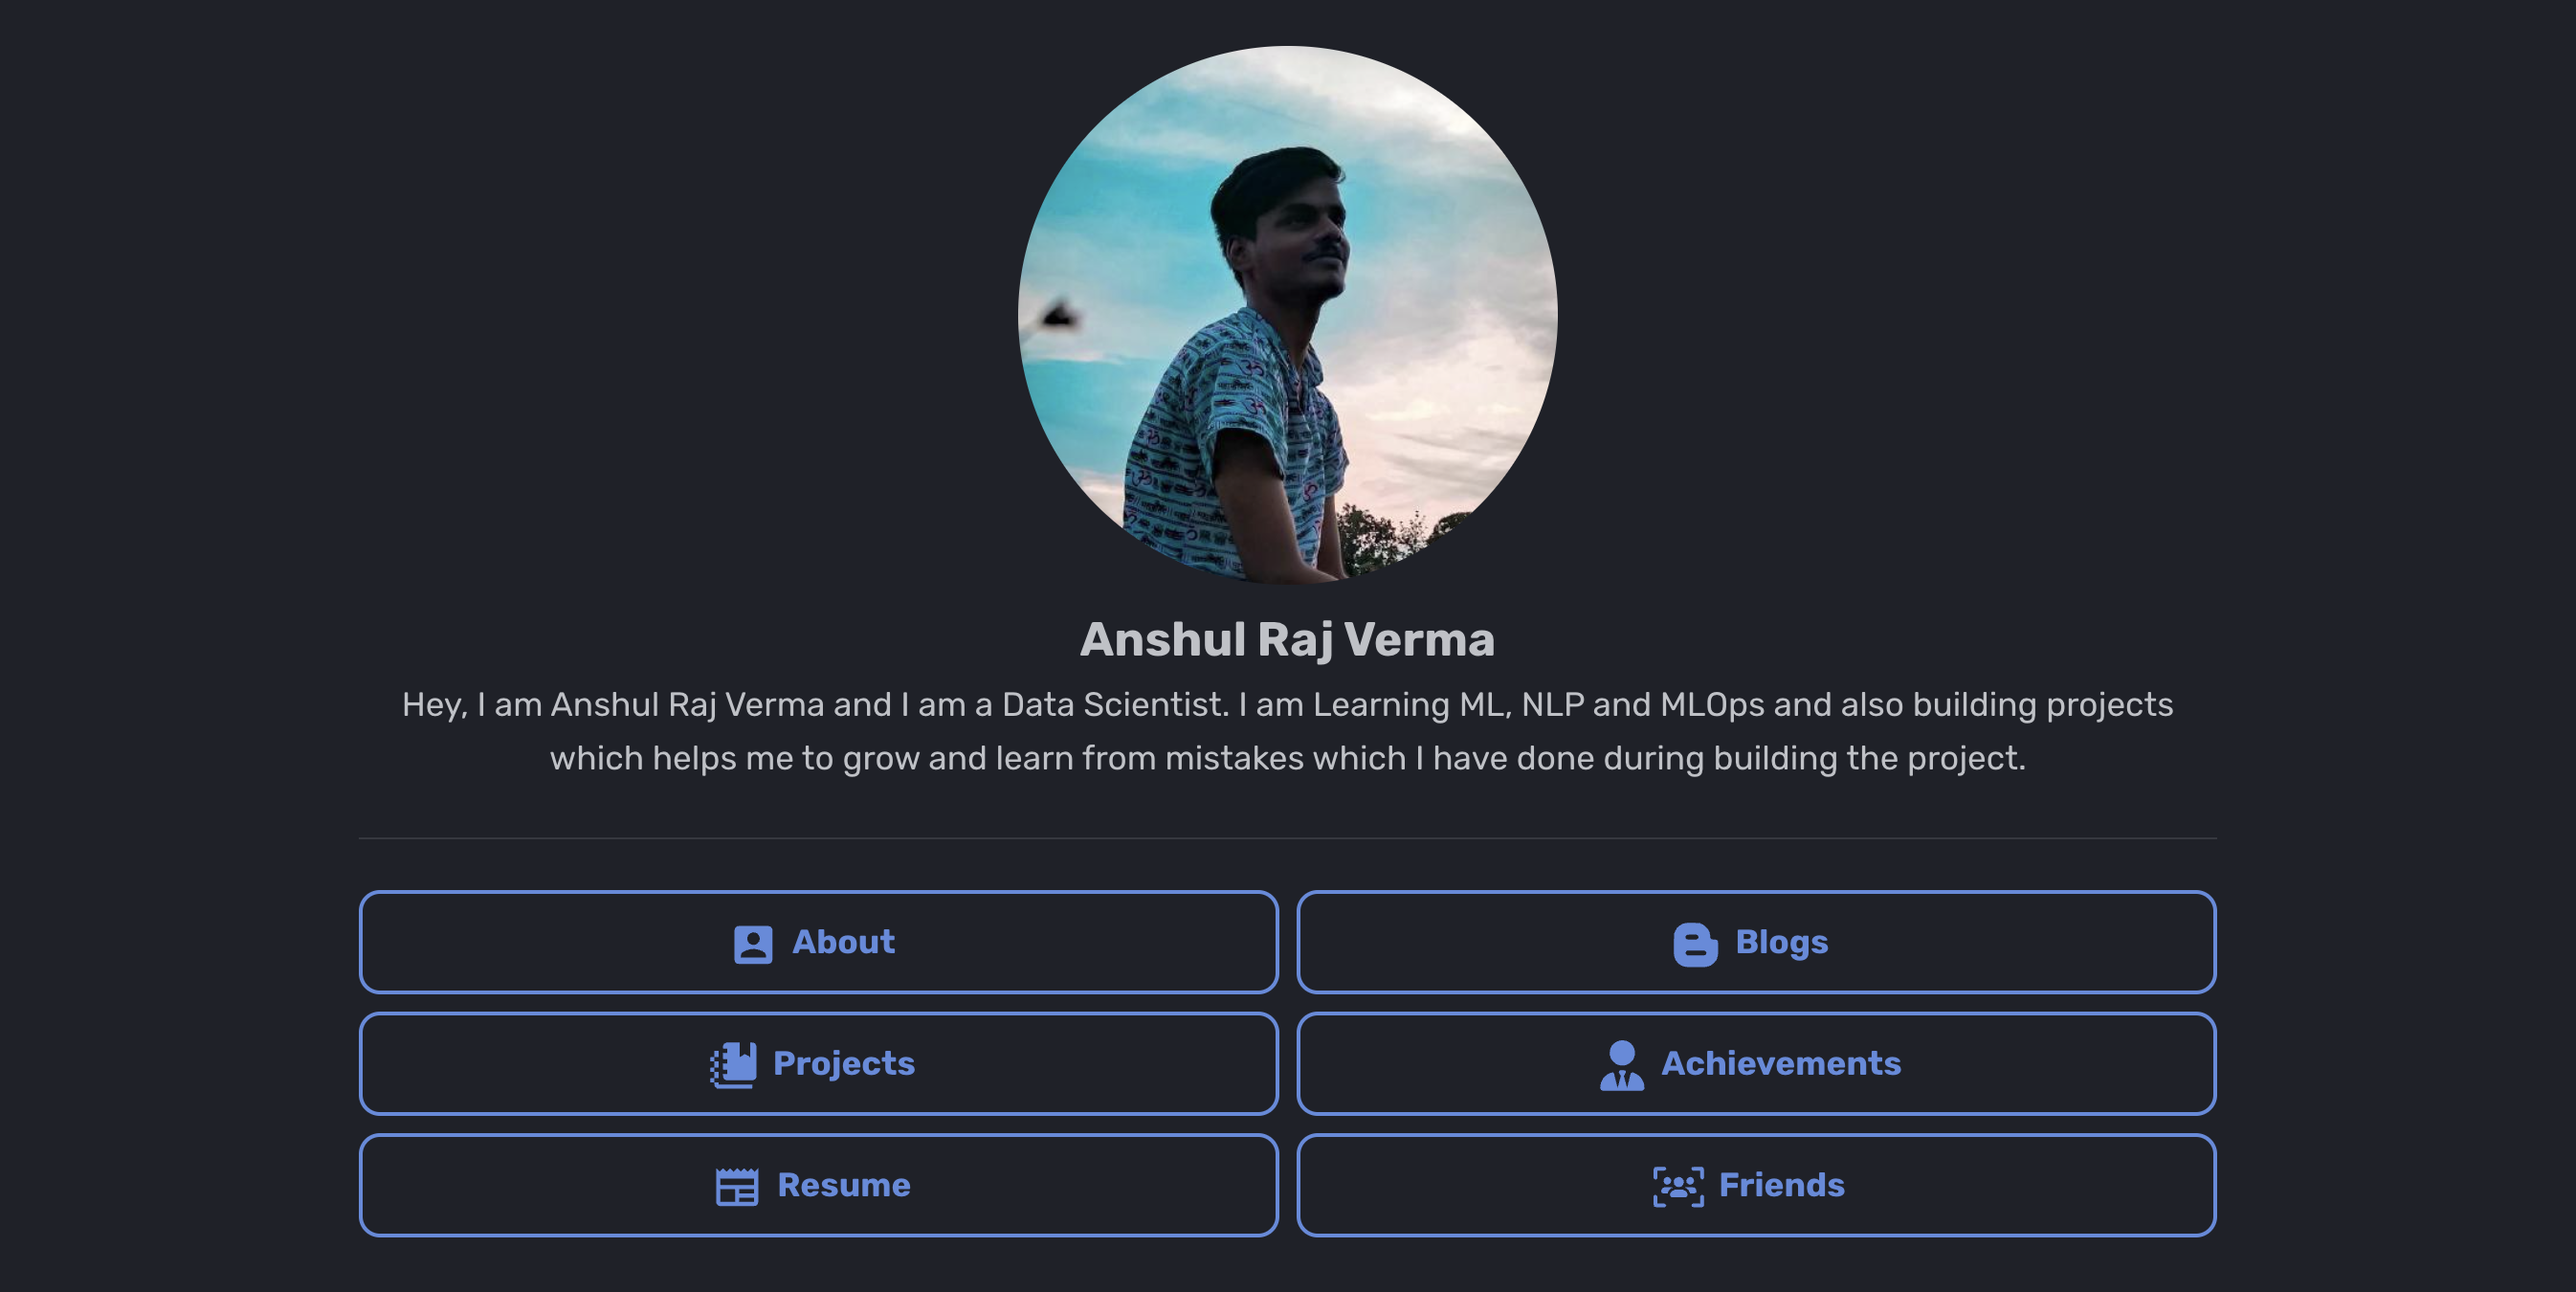 Anshul Raj Verma
Hey, I am Anshul Raj Verma and I am a Data Scientist. I am Learning ML, NLP and MLOps and also building projects
which helps me to grow and learn from mistakes which I have done during building the project.
About
Blogs
Projects
Achievements
Resume
Friends